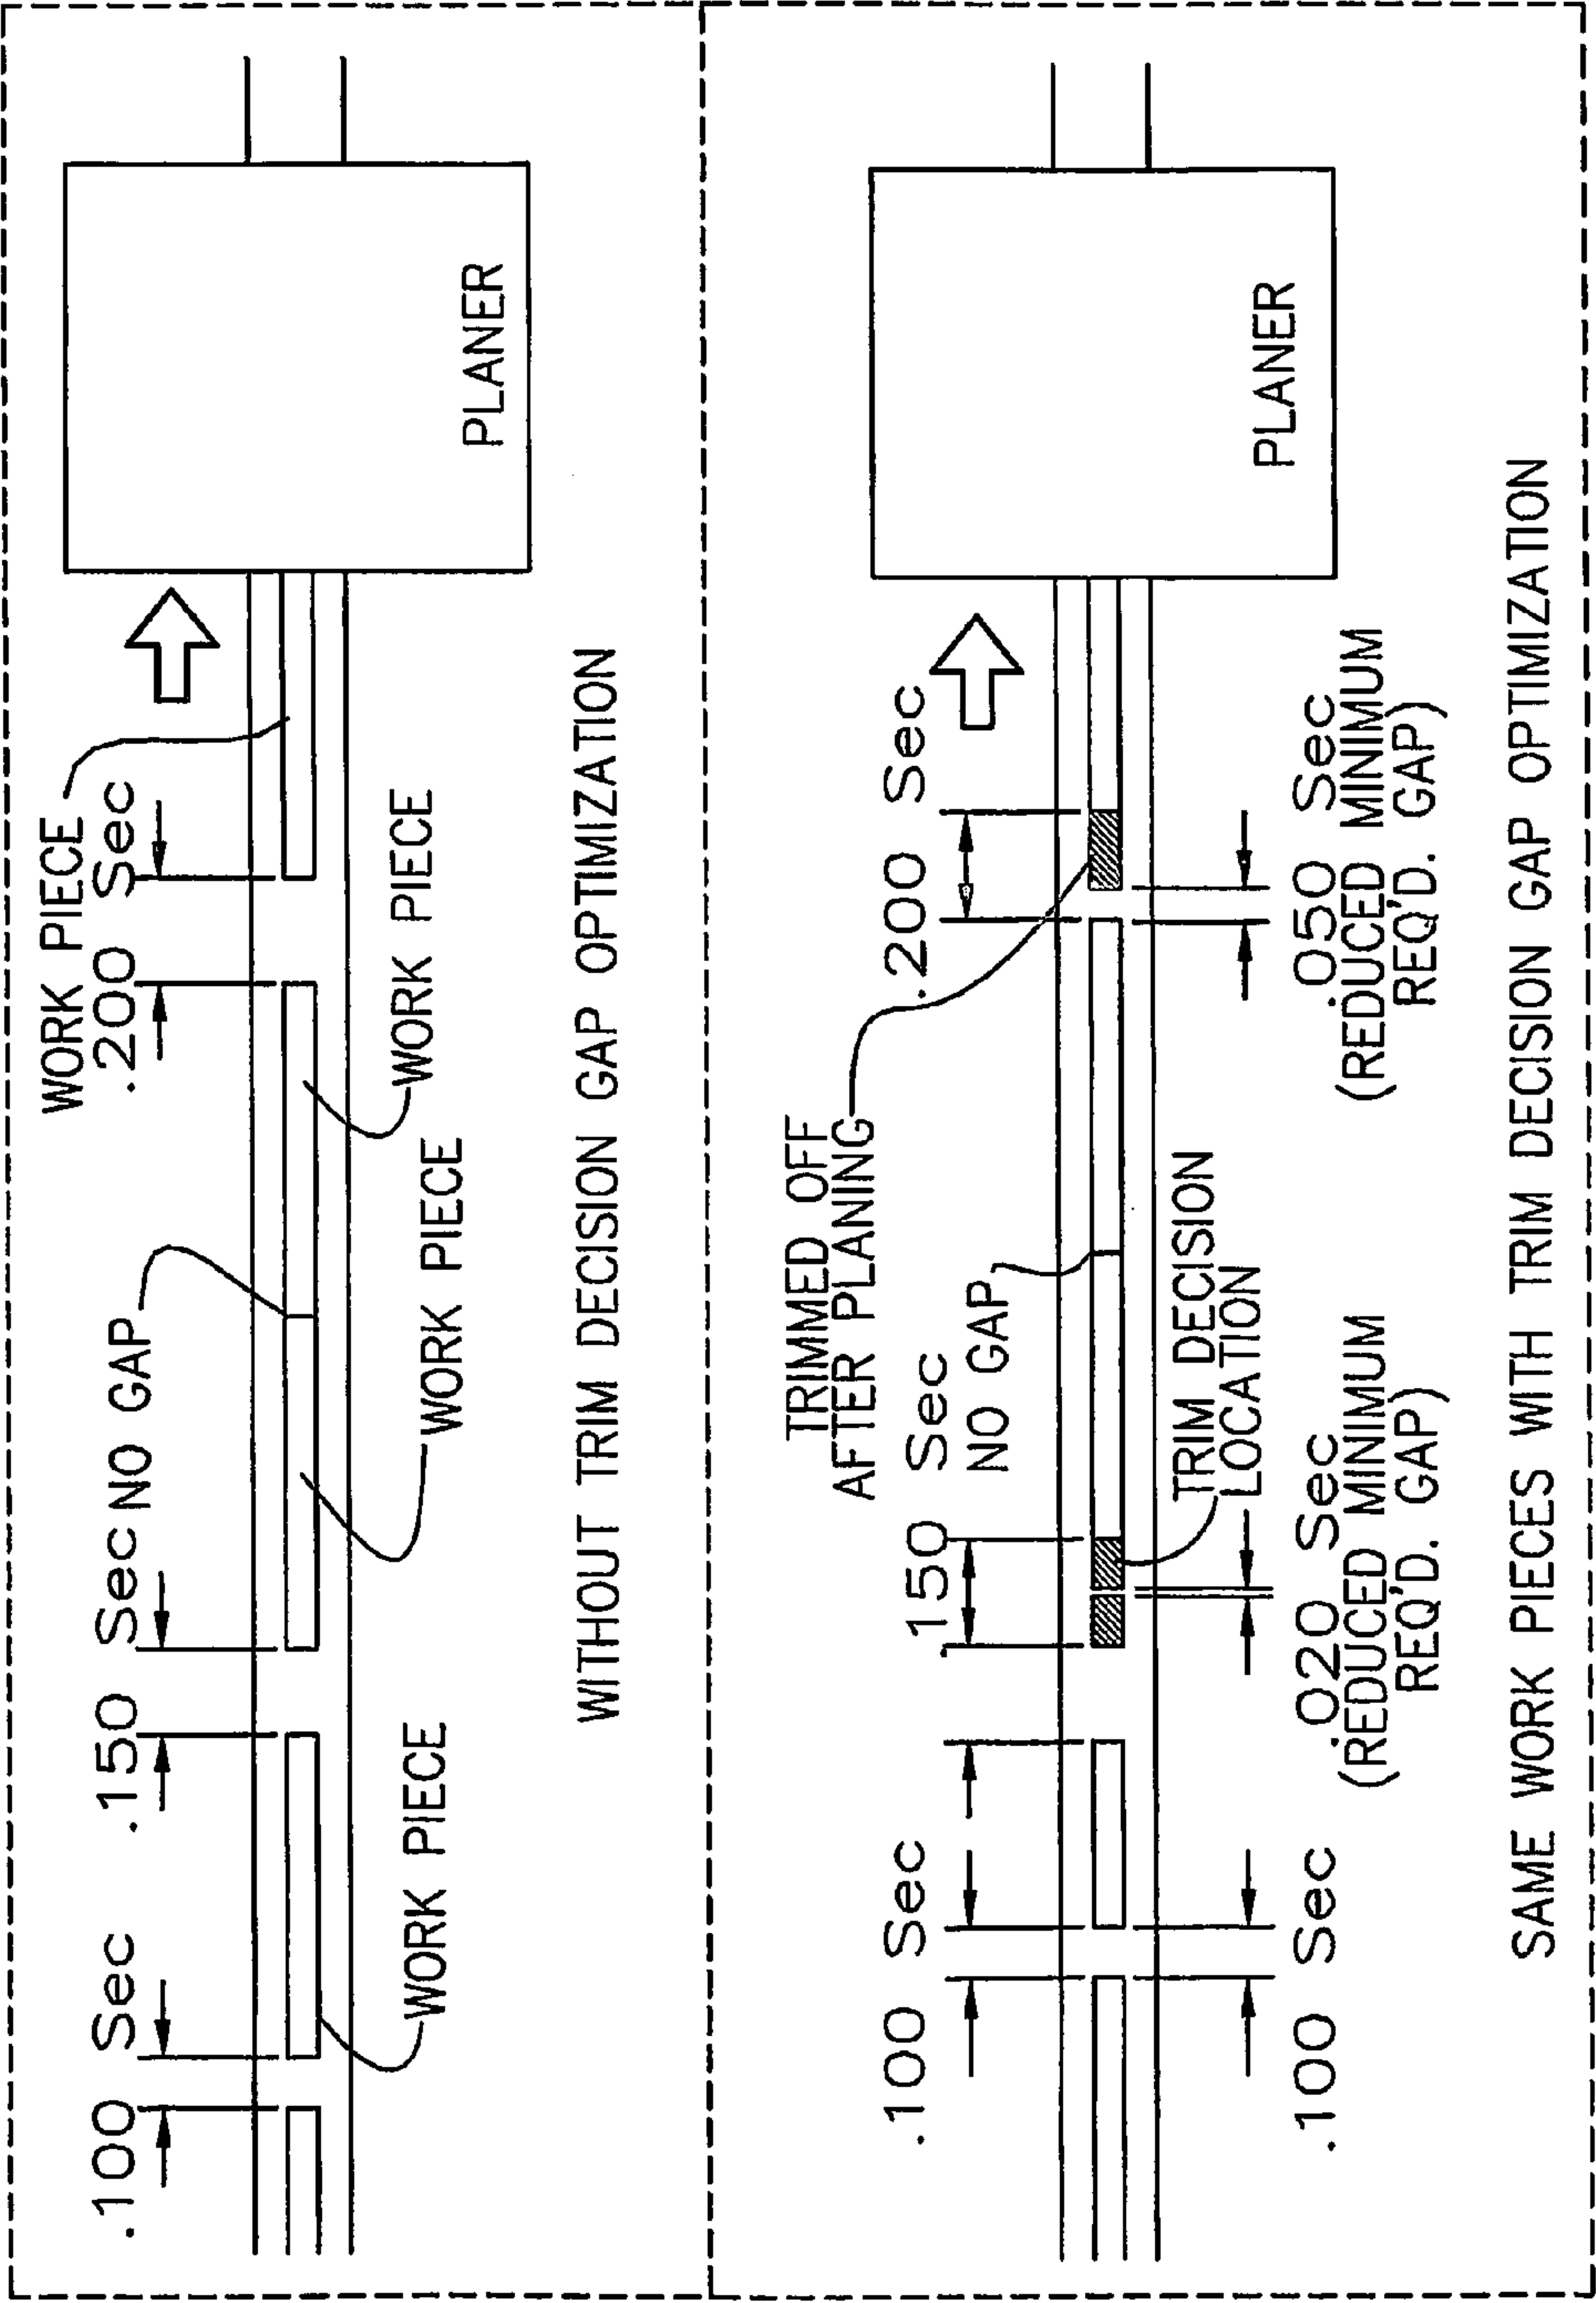 WORK PIECE
.200 Sec
NO GAP
.150 Sec
.100 Sec
PLANER
WORK PIECE
WORK PIECE
WORK PIECE
WITHOUT TRIM DECISION GAP OPTIMIZATION
TRIMMED OFF
AFTER PLANING
.200 Sec
.150 Sec
NO GAP
.100 Sec
PLANER
TRIM DECISION
LOCATION
.100 Sec
.020 Sec
(REDUCED MINIMUM
REQ'D. GAP)
.050 Sec
(REDUCED MINIMUM
REQ'D. GAP)
SAME WORK PIECES WITH TRIM DECISION GAP OPTIMIZATION